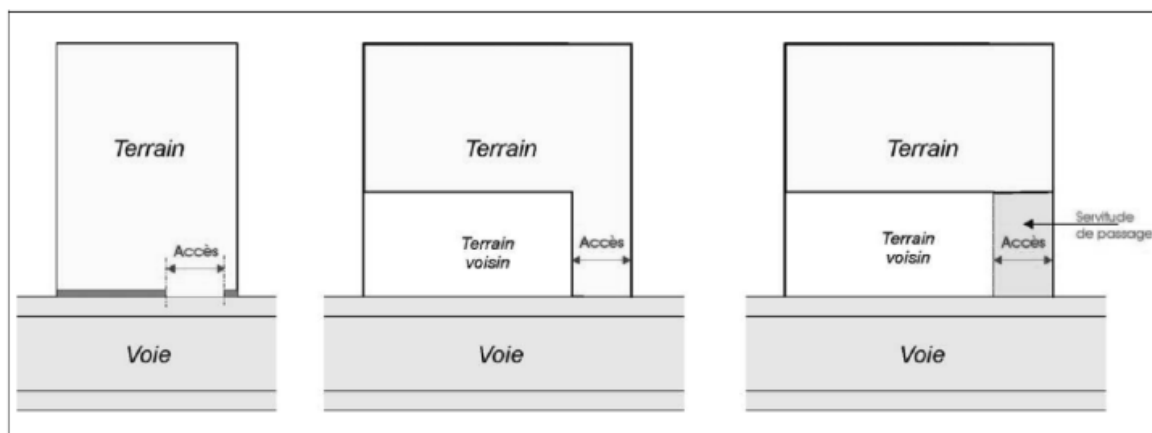 Terrain
Accès
Voie
Terrain
Terrain
voisin
Accès
Voie
Terrain
Terrain
voisin
Accès
Servitude
de passage
Voie